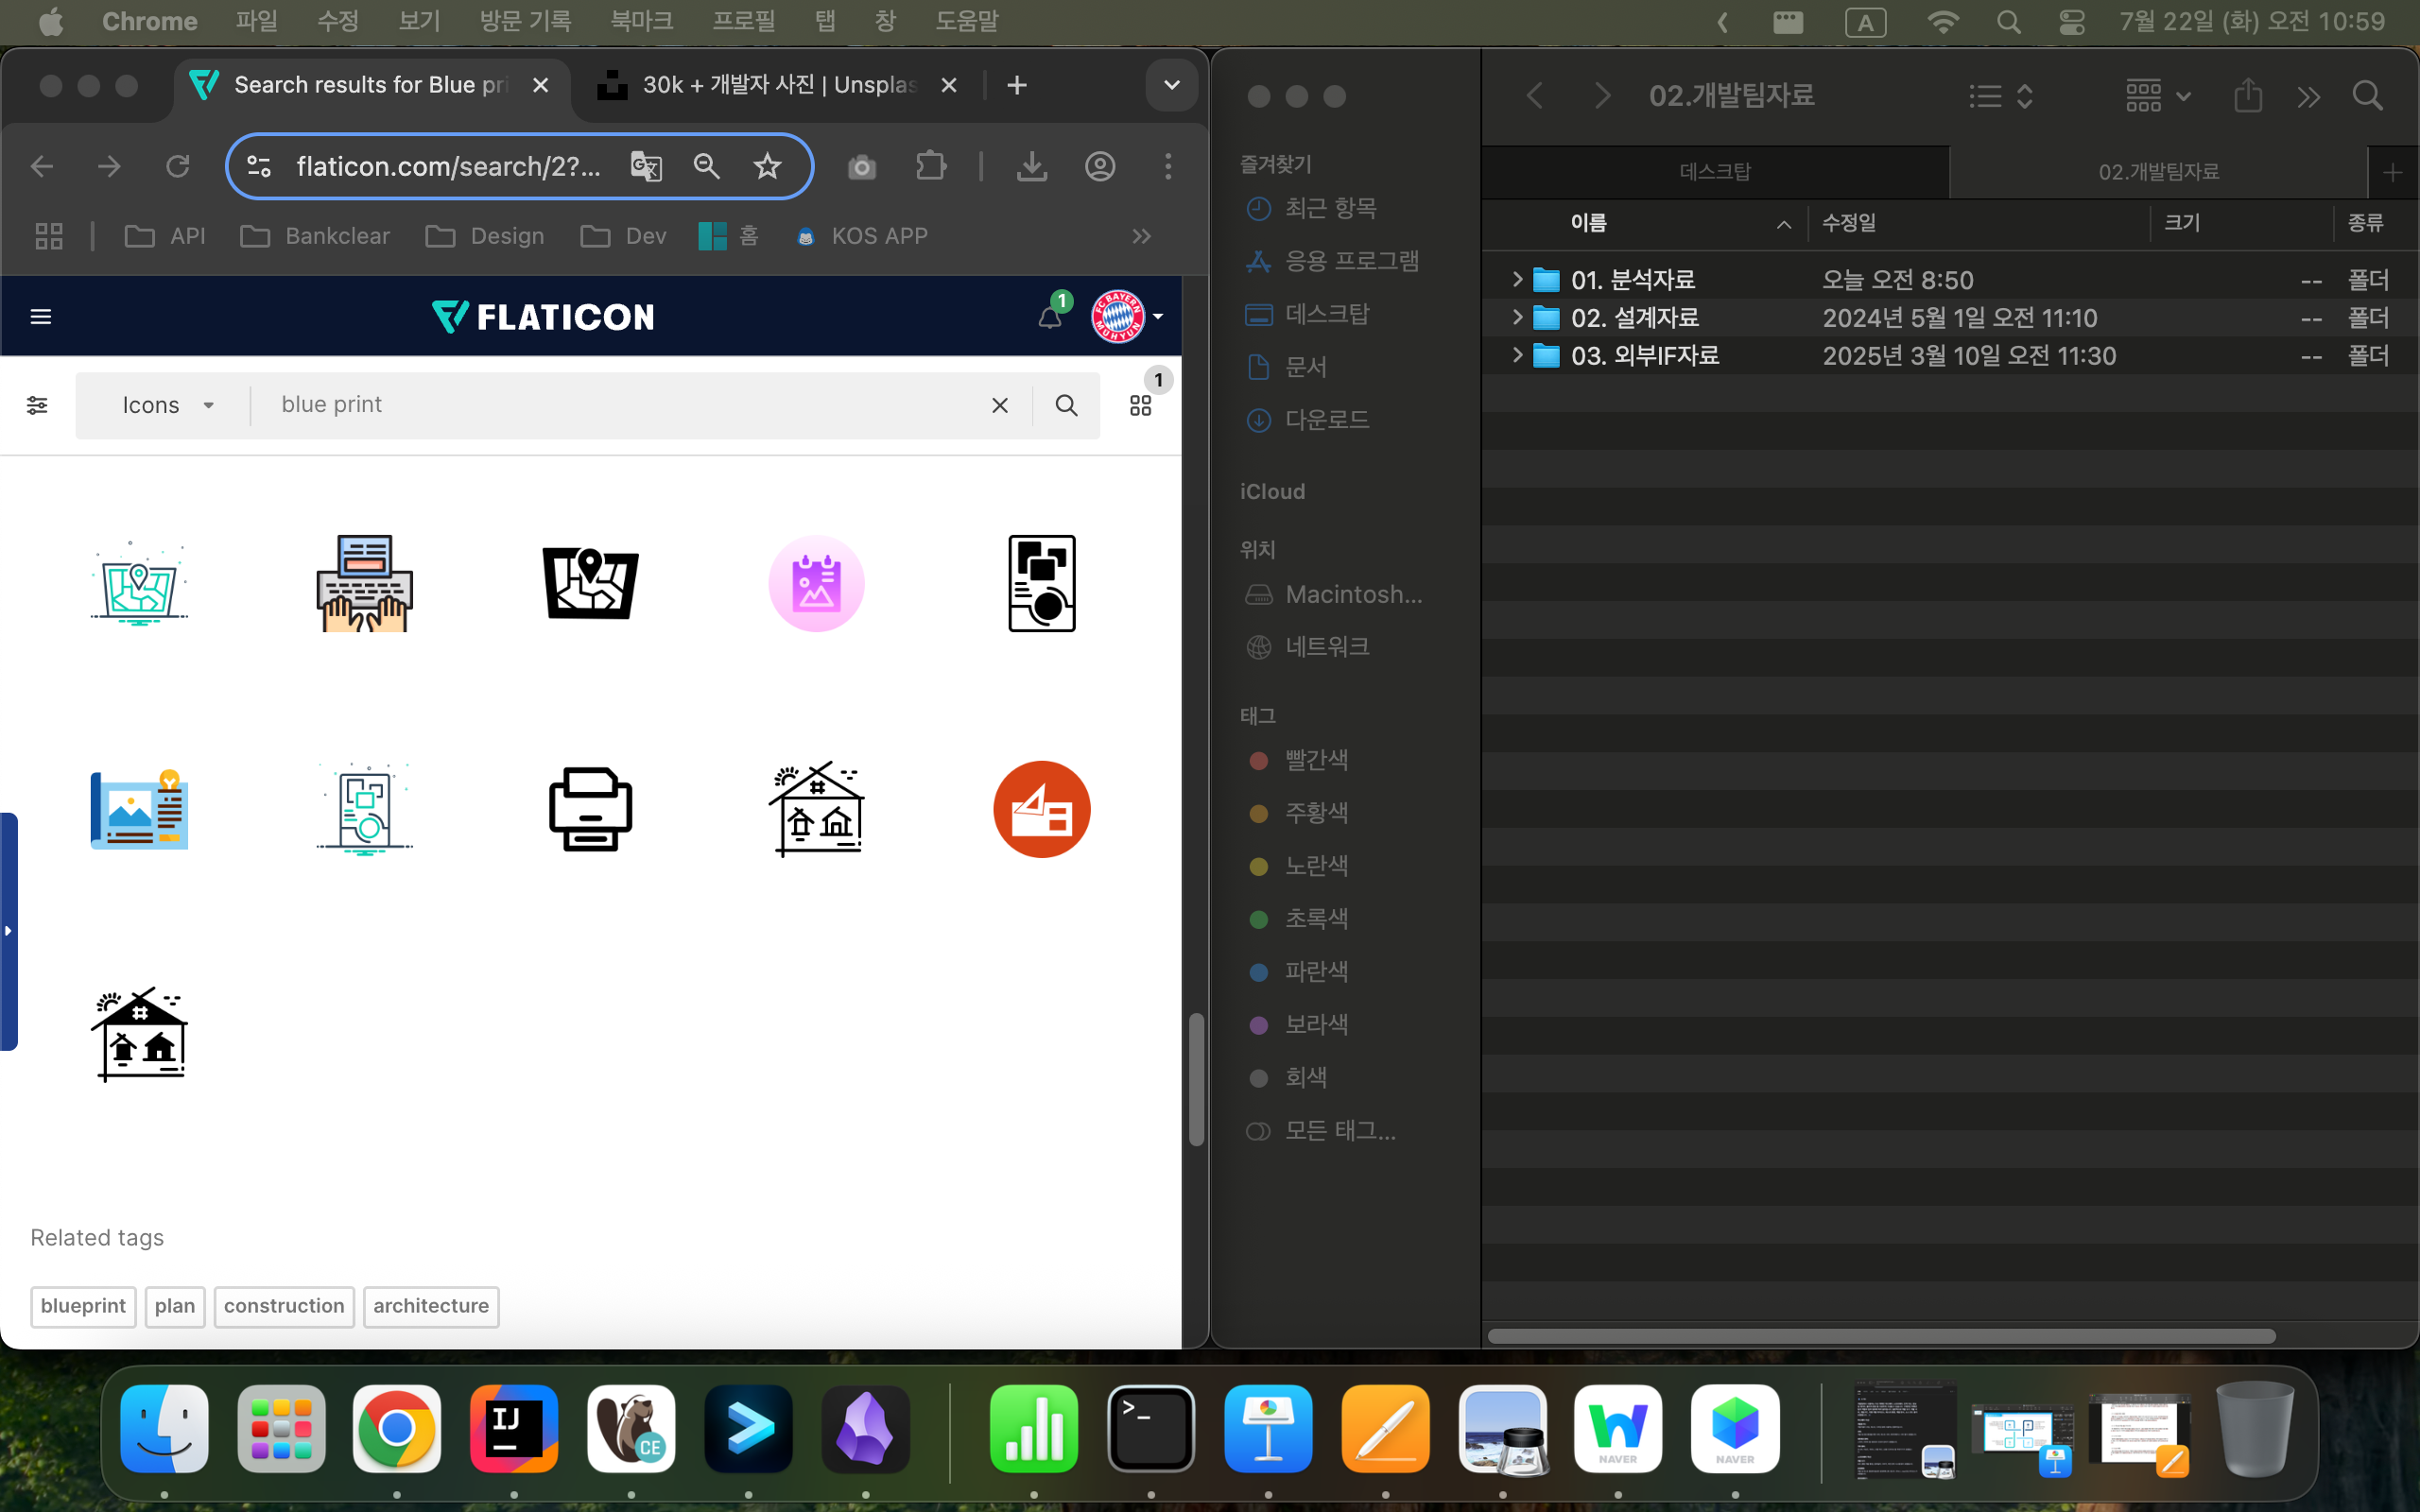 Chrome 파일 수정 보기 방문 기록 북마크 프로필 탭 창 도움말 A 7월 22일 (화) 오전 10:59
Search results for Blue pri
30k + 개발자 사진 | Unsplas
flaticon.com/search/2?...
API Bankclear Design Dev 홈 KOS APP
FLATICON
1
FC BAYERN
MUHYUN
Icons blue print
1
Related tags
blueprint plan construction architecture
즐겨찾기
최근 항목
응용 프로그램
데스크탑
문서
다운로드
iCloud
위치
Macintosh...
네트워크
태그
빨간색
주황색
노란색
초록색
파란색
보라색
회색
모든 태그...
02.개발팀자료
데스크탑 02.개발팀자료
이름 수정일 크기 종류
01. 분석자료 오늘 오전 8:50 -- 폴더
02. 설계자료 2024년 5월 1일 오전 11:10 -- 폴더
03. 외부IF자료 2025년 3월 10일 오전 11:30 -- 폴더
IJ
CE
>_
NAVER
NAVER